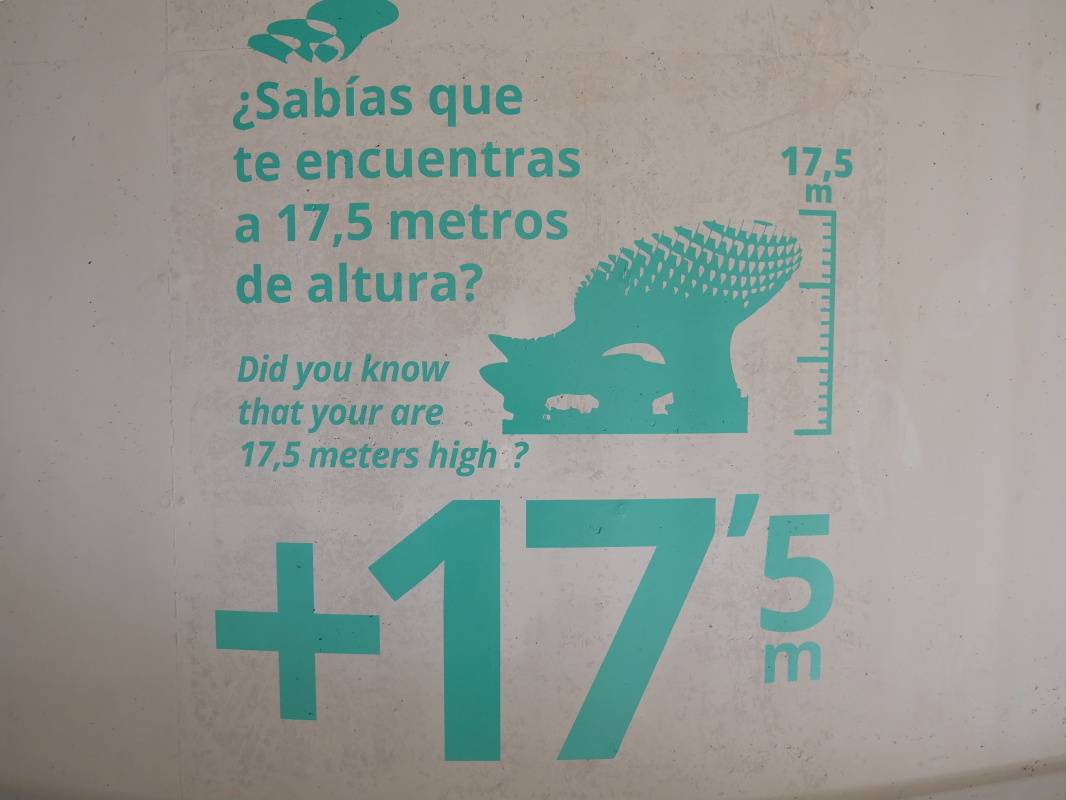 ¿Sabías que
te encuentras
a 17,5 metros
de altura?
Did you know
that your are
17,5 meters high ?
17,5
m
+17'5
m